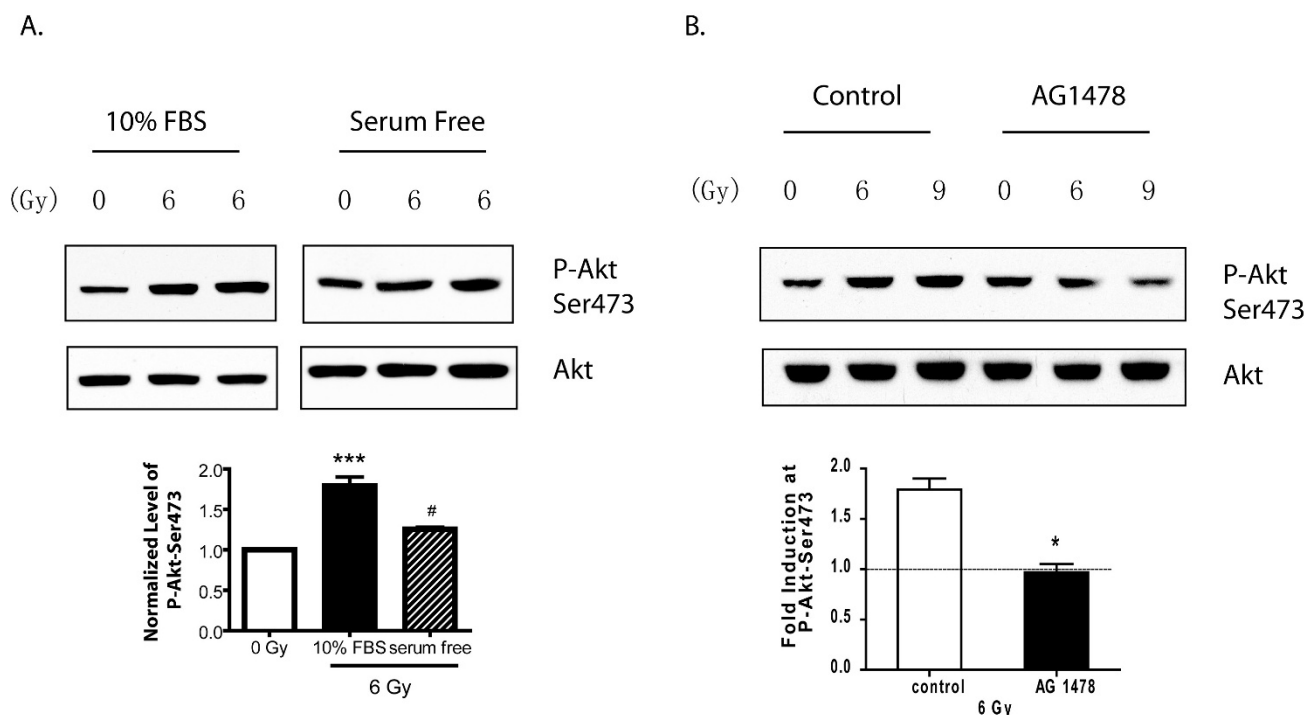 A.
10% FBS Serum Free
(Gy) 0 6 6 0 6 6
P-Akt
Ser473
Akt
Normalized Level of
P-Akt-Ser473
2.0
1.5
1.0
0.5
0.0
***
#
0 Gy 10% FBS serum free
6 Gy
B.
Control AG1478
(Gy) 0 6 9 0 6 9
P-Akt
Ser473
Akt
Fold Induction at
P-Akt-Ser473
2.0
1.5
1.0
0.5
0.0
*
control AG 1478
6 Gy